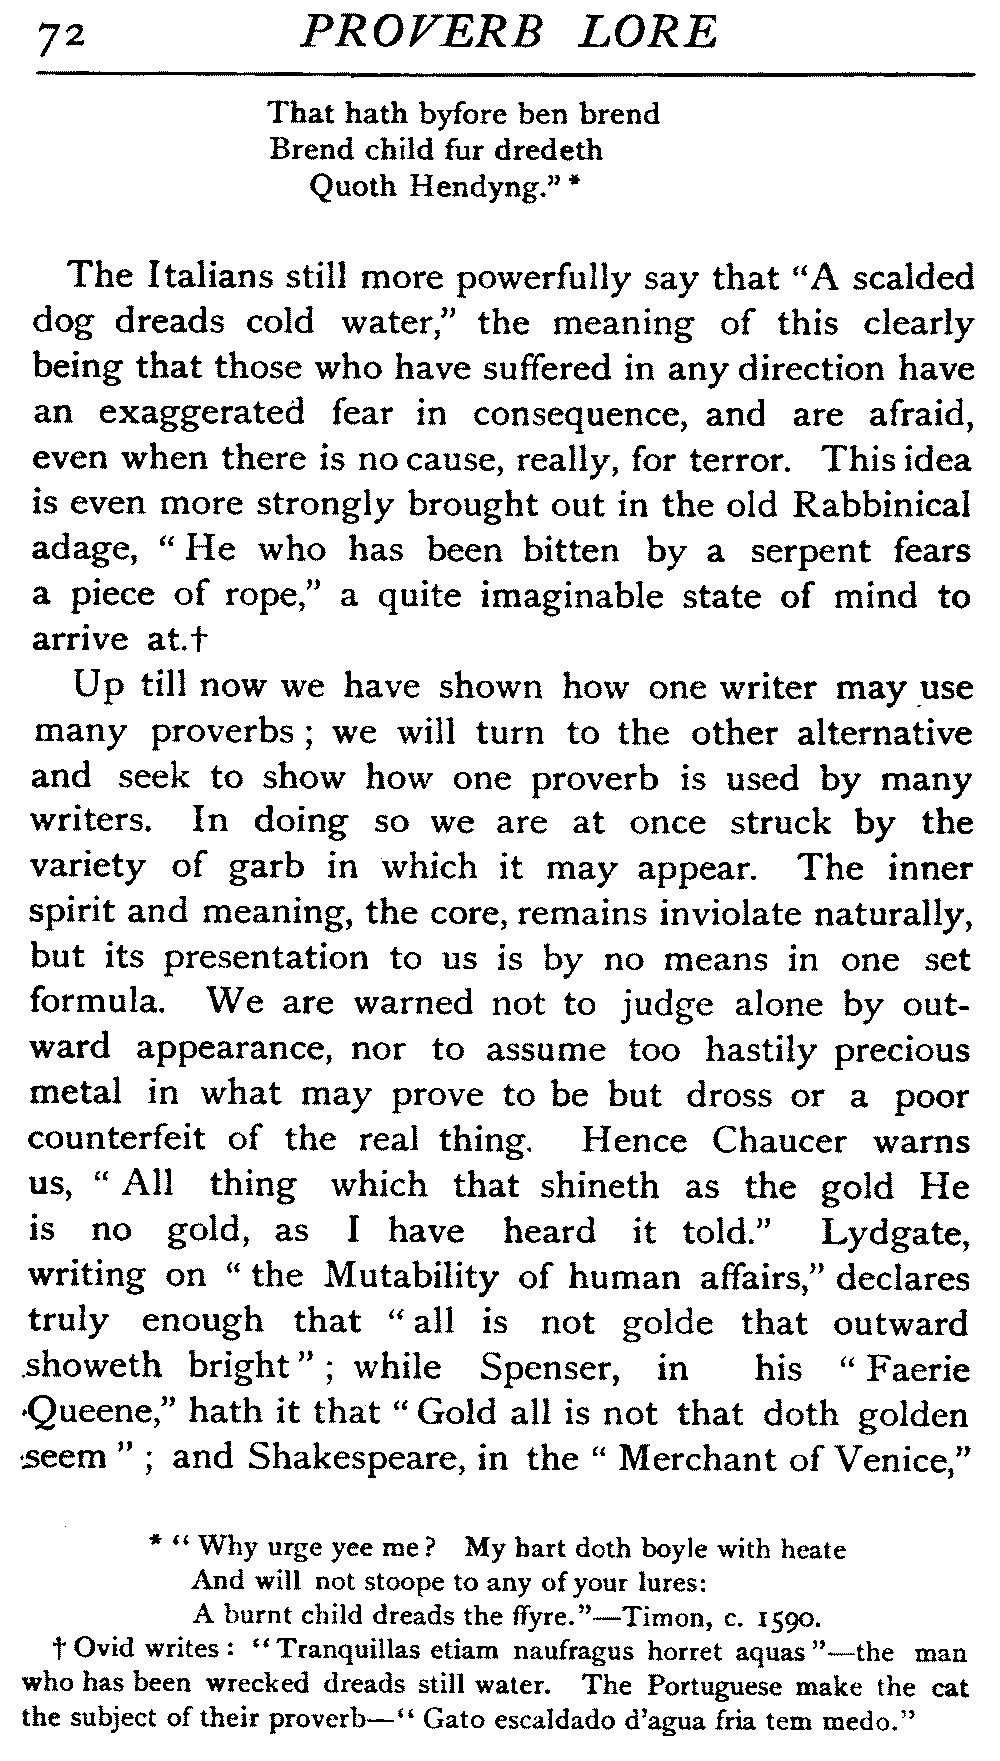 72 PROVERB LORE
That hath byfore ben brend
Brend child fur dredeth
Quoth Hendyng.” *
The Italians still more powerfully say that “A scalded
dog dreads cold water,” the meaning of this clearly
being that those who have suffered in any direction have
an exaggerated fear in consequence, and are afraid,
even when there is no cause, really, for terror. This idea
is even more strongly brought out in the old Rabbinical
adage, “ He who has been bitten by a serpent fears
a piece of rope,” a quite imaginable state of mind to
arrive at.†
Up till now we have shown how one writer may use
many proverbs ; we will turn to the other alternative
and seek to show how one proverb is used by many
writers. In doing so we are at once struck by the
variety of garb in which it may appear. The inner
spirit and meaning, the core, remains inviolate naturally,
but its presentation to us is by no means in one set
formula. We are warned not to judge alone by out-
ward appearance, nor to assume too hastily precious
metal in what may prove to be but dross or a poor
counterfeit of the real thing. Hence Chaucer warns
us, “ All thing which that shineth as the gold He
is no gold, as I have heard it told.” Lydgate,
writing on “ the Mutability of human affairs,” declares
truly enough that “ all is not golde that outward
showeth bright ” ; while Spenser, in his “ Faerie
Queene,” hath it that “ Gold all is not that doth golden
seem ” ; and Shakespeare, in the “ Merchant of Venice,”
* “ Why urge yee me ? My hart doth boyle with heate
And will not stoope to any of your lures:
A burnt child dreads the ffyre.”—Timon, c. 1590.
† Ovid writes : “ Tranquillas etiam naufragus horret aquas ”—the man
who has been wrecked dreads still water. The Portuguese make the cat
the subject of their proverb—“ Gato escaldado d’agua fria tem medo.”